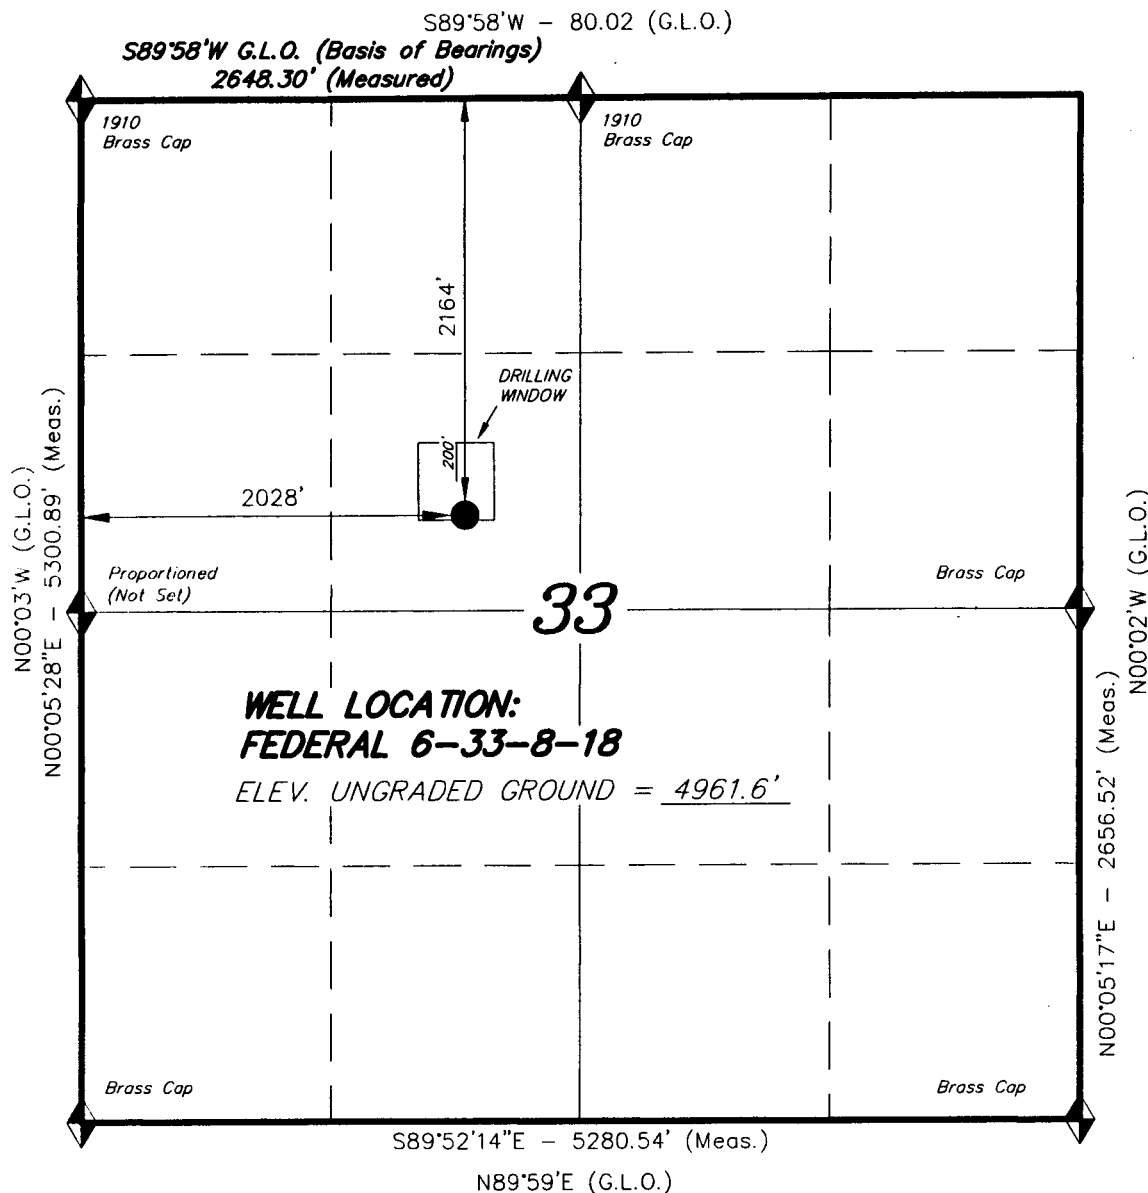 S89°58'W - 80.02 (G.L.O.)
S89°58'W G.L.O. (Basis of Bearings)
2648.30' (Measured)
1910
Brass Cap
1910
Brass Cap
2164'
DRILLING
WINDOW
200'
2028'
N00°03'W (G.L.O.)
N00°05'28"E - 5300.89' (Meas.)
Proportioned
(Not Set)
33
Brass Cap
N00°02'W (G.L.O.)
WELL LOCATION:
FEDERAL 6-33-8-18
ELEV. UNGRADED GROUND = 4961.6'
N00°05'17"E - 2656.52' (Meas.)
Brass Cap
Brass Cap
S89°52'14"E - 5280.54' (Meas.)
N89°59'E (G.L.O.)